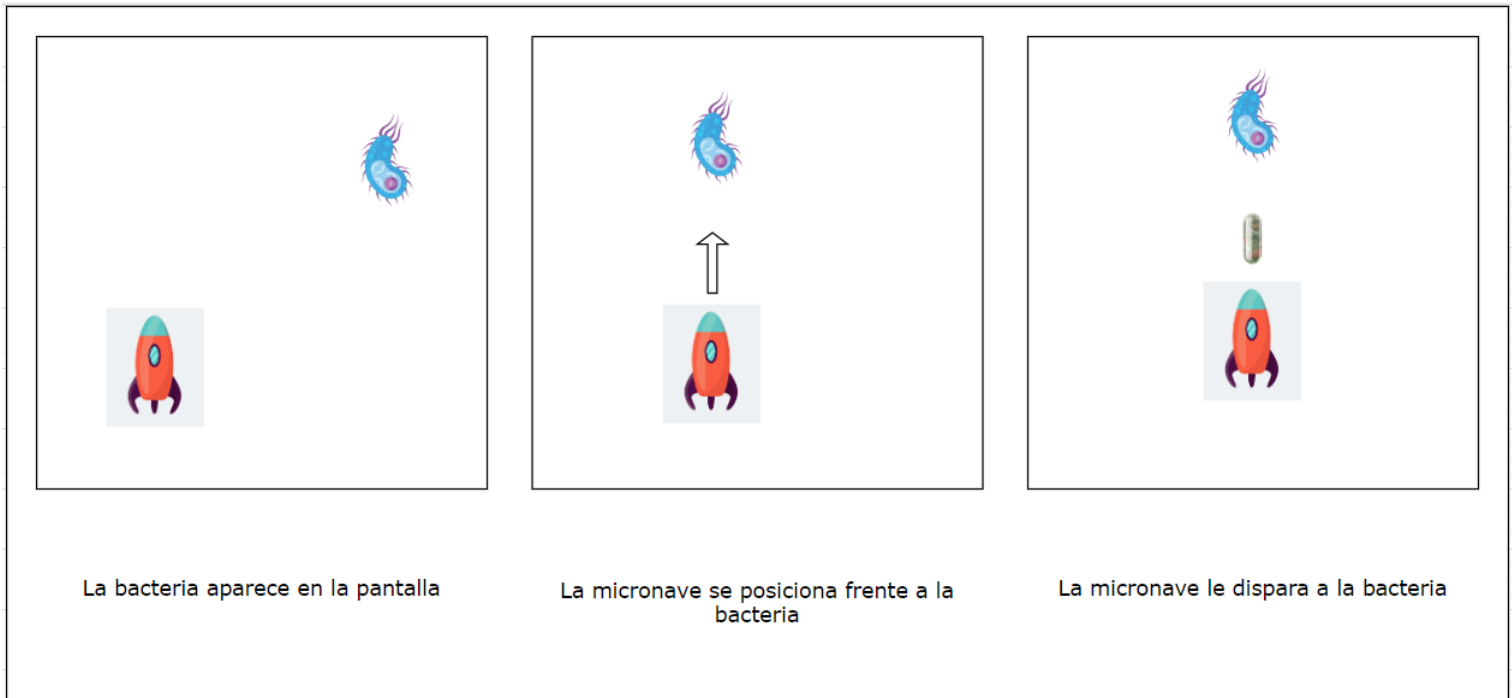 La bacteria aparece en la pantalla
La micronave se posiciona frente a la
bacteria
La micronave le dispara a la bacteria